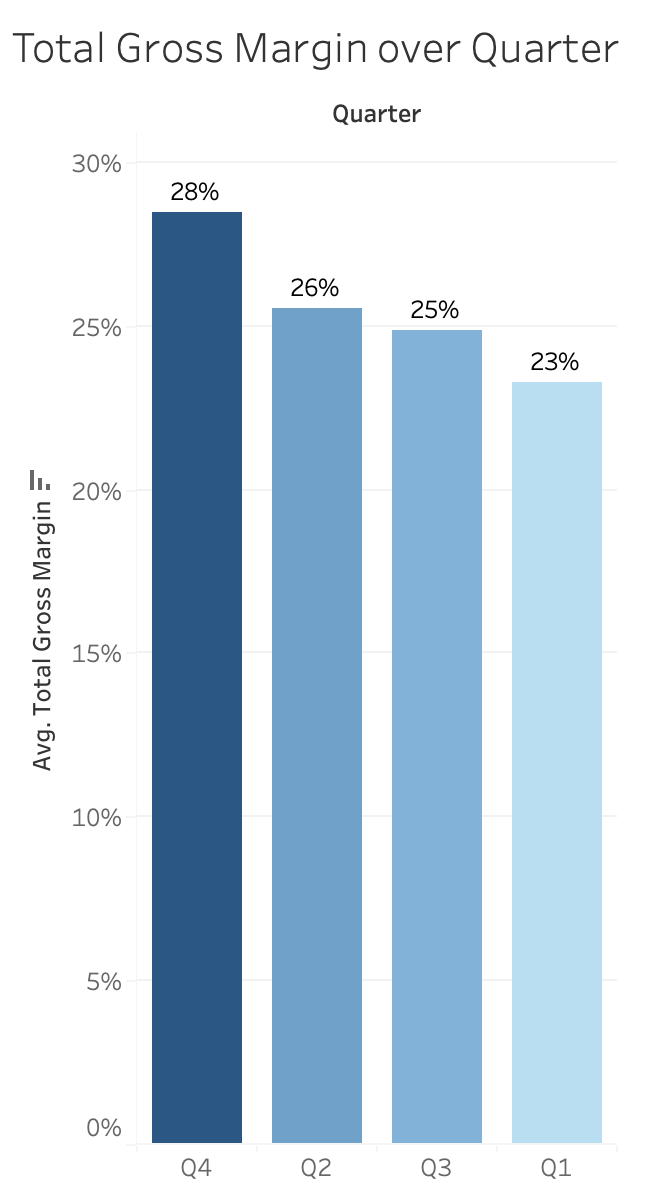 Total Gross Margin over Quarter
Quarter
Avg. Total Gross Margin
30%
25%
20%
15%
10%
5%
0%
28%
26%
25%
23%
Q4
Q2
Q3
Q1